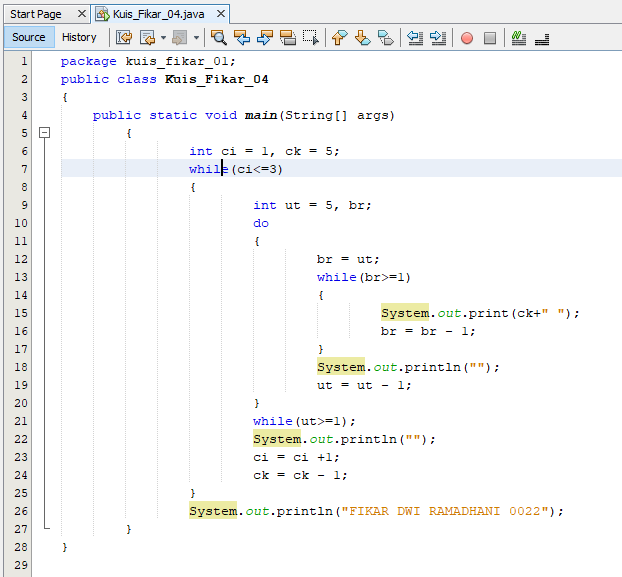 Start Page Kuis_Fikar_04.java
Source History
1 package kuis_fikar_01;
2 public class Kuis_Fikar_04
3 {
4 public static void main(String[] args)
5 {
6 int ci = 1, ck = 5;
7 while(ci<=3)
8 {
9 int ut = 5, br;
10 do
11 {
12 br = ut;
13 while(br>=1)
14 {
15 System.out.print(ck+" ");
16 br = br - 1;
17 }
18 System.out.println("");
19 ut = ut - 1;
20 }
21 while(ut>=1);
22 System.out.println("");
23 ci = ci +1;
24 ck = ck - 1;
25 }
26 System.out.println("FIKAR DWI RAMADHANI 0022");
27 }
28 }
29